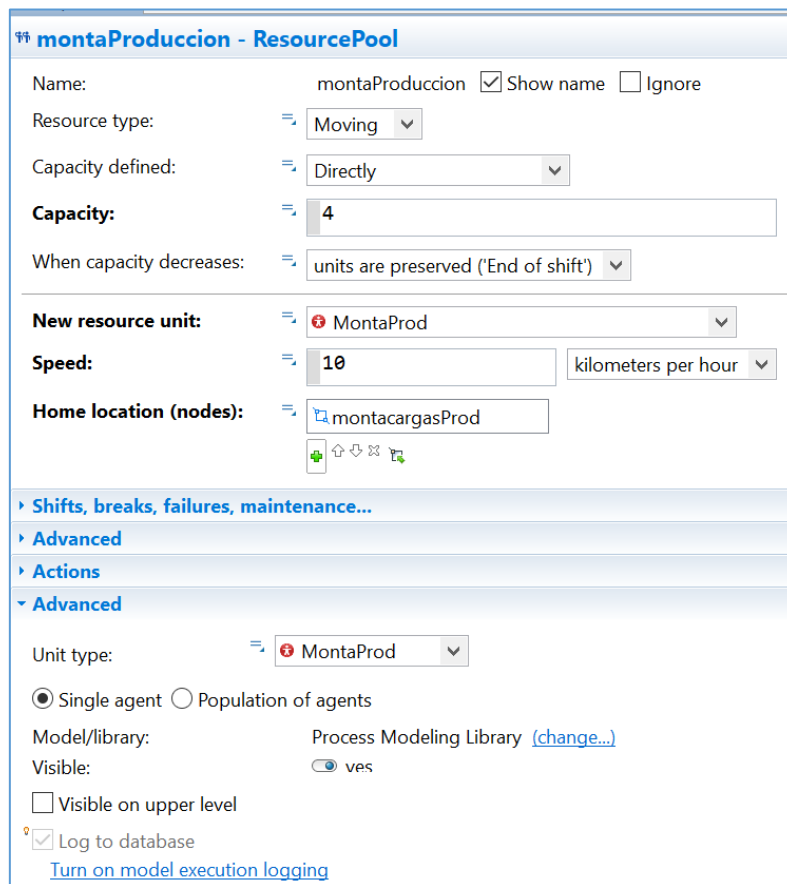 montaProduccion - ResourcePool
Name: montaProduccion Show name Ignore
Resource type: Moving
Capacity defined: Directly
Capacity: 4
When capacity decreases: units are preserved ('End of shift')
New resource unit: MontaProd
Speed: 10 kilometers per hour
Home location (nodes): montacargasProd
Shifts, breaks, failures, maintenance...
Advanced
Actions
Advanced
Unit type: MontaProd
Single agent Population of agents
Model/library: Process Modeling Library (change...)
Visible: yes
Visible on upper level
Log to database
Turn on model execution logging